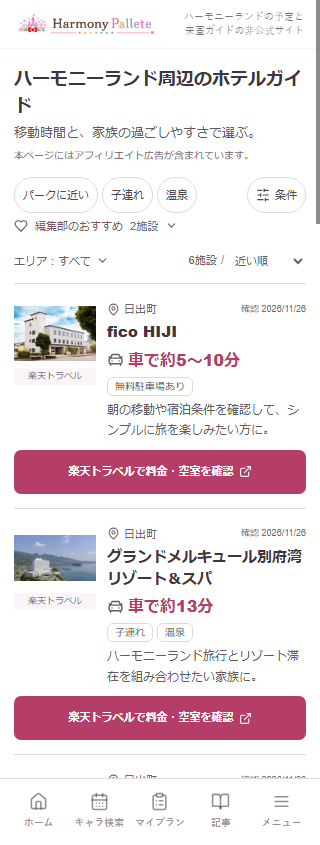 Harmony Pallete
ハーモニーランドの予定と
来園ガイドの非公式サイト
ハーモニーランド周辺のホテルガイ
ド
移動時間と、家族の過ごしやすさで選ぶ。
本ページにはアフィリエイト広告が含まれています。
パークに近い 子連れ 温泉 条件
編集部のおすすめ 2施設
エリア：すべて 6施設 / 近い順
日出町 確認 2026/11/26
fico HIJI
車で約5〜10分
楽天トラベル
無料駐車場あり
朝の移動や宿泊条件を確認して、シ
ンプルに旅を楽しみたい方に。
楽天トラベルで料金・空室を確認
日出町 確認 2026/11/26
グランドメルキュール別府湾
リゾート&スパ
楽天トラベル
車で約13分
子連れ 温泉
ハーモニーランド旅行とリゾート滞
在を組み合わせたい家族に。
楽天トラベルで料金・空室を確認
ホーム キャラ検索 マイプラン 記事 メニュー